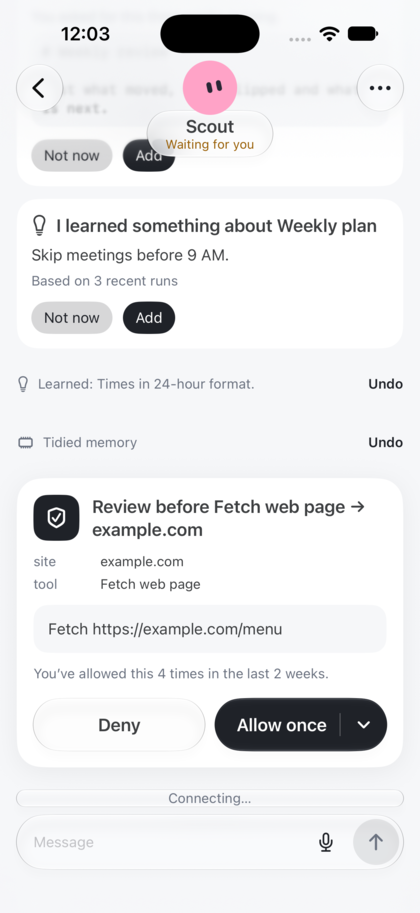 12:03
is next.
Scout
Waiting for you
Not now
Add
I learned something about Weekly plan
Skip meetings before 9 AM.
Based on 3 recent runs
Not now
Add
Learned: Times in 24-hour format.
Undo
Tidied memory
Undo
Review before Fetch web page →
example.com
site example.com
tool Fetch web page
Fetch https://example.com/menu
You’ve allowed this 4 times in the last 2 weeks.
Deny
Allow once
Connecting...
Message